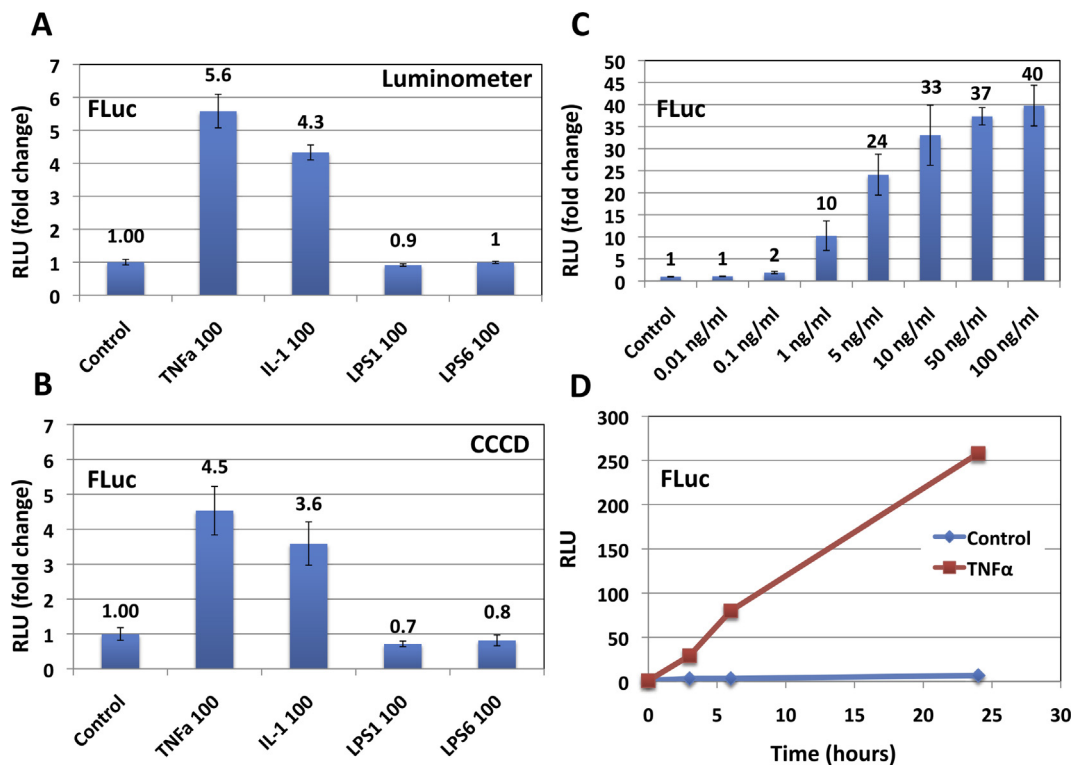 A
Luminometer
FLuc
RLU (fold change)
7
6
5
4
3
2
1
0
1.00
5.6
4.3
0.9
1
Control
TNFa 100
IL-1 100
LPS1 100
LPS6 100
B
CCCD
FLuc
RLU (fold change)
7
6
5
4
3
2
1
0
1.00
4.5
3.6
0.7
0.8
Control
TNFa 100
IL-1 100
LPS1 100
LPS6 100
C
FLuc
RLU (fold change)
50
45
40
35
30
25
20
15
10
5
0
1
1
2
10
24
33
37
40
Control
0.01 ng/ml
0.1 ng/ml
1 ng/ml
5 ng/ml
10 ng/ml
50 ng/ml
100 ng/ml
D
FLuc
RLU
300
250
200
150
100
50
0
Control
TNFα
0
5
10
15
20
25
30
Time (hours)